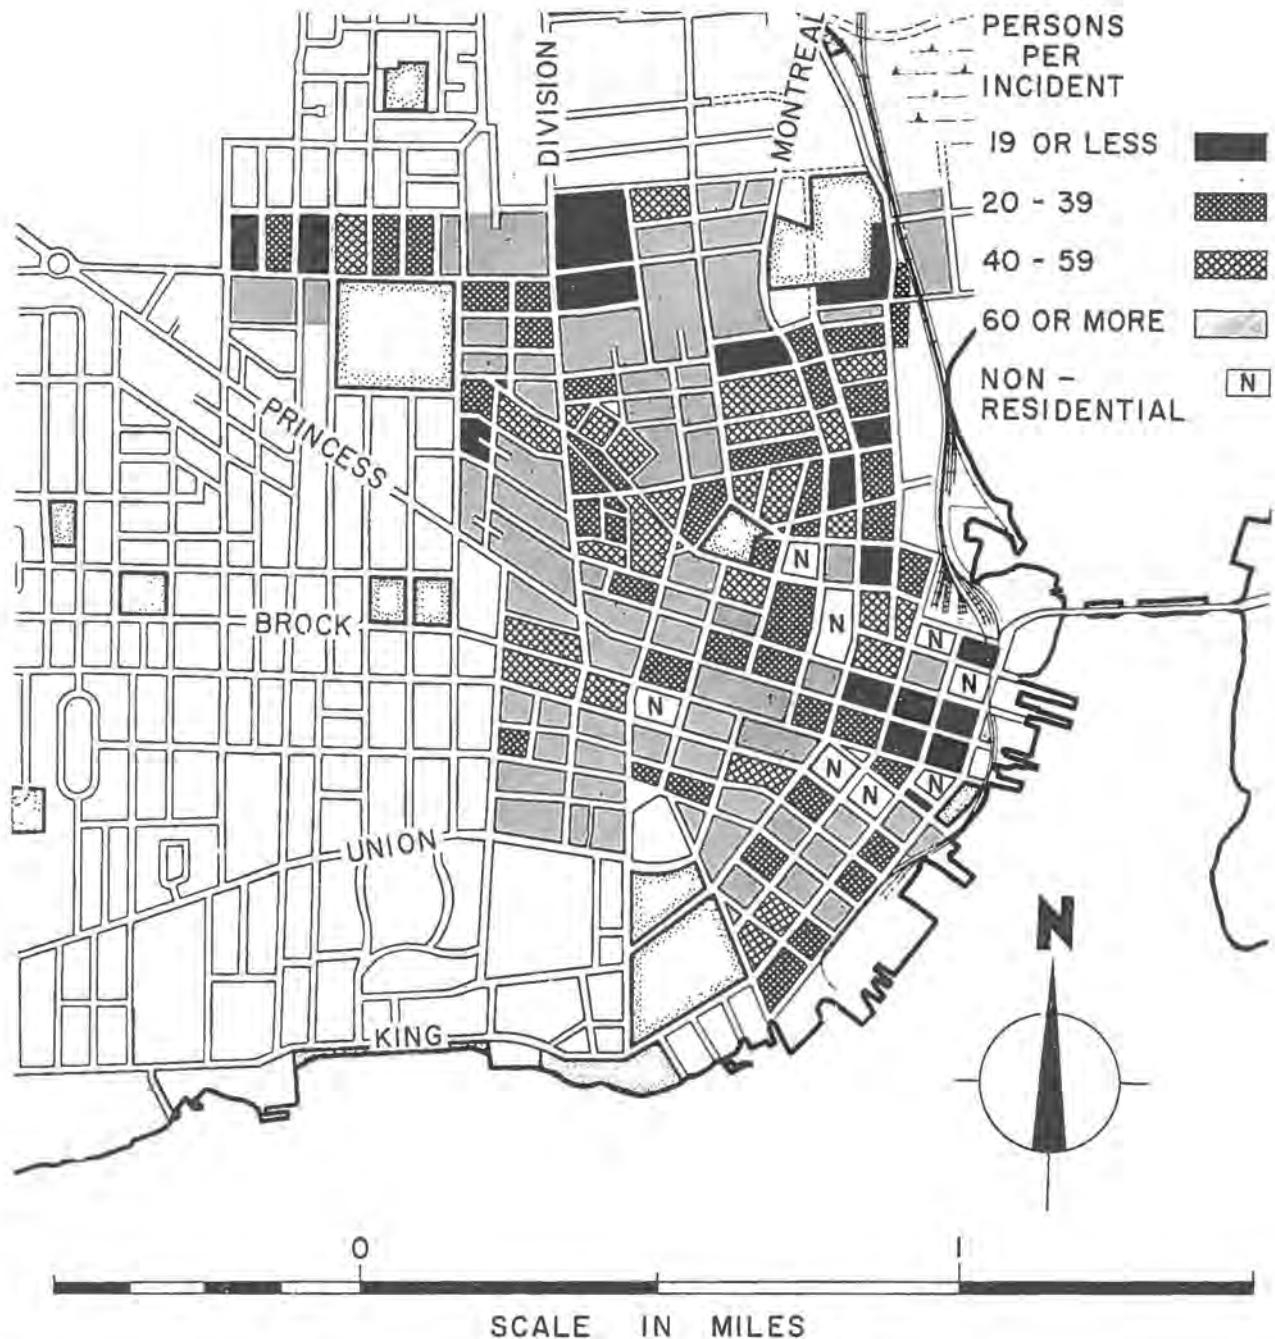 PERSONS
PER
INCIDENT
19 OR LESS
20 - 39
40 - 59
60 OR MORE
NON -
RESIDENTIAL
N
DIVISION
MONTREAL
PRINCESS
BROCK
UNION
KING
N
N
N
N
N
N
N
N
N
0
1
SCALE IN MILES